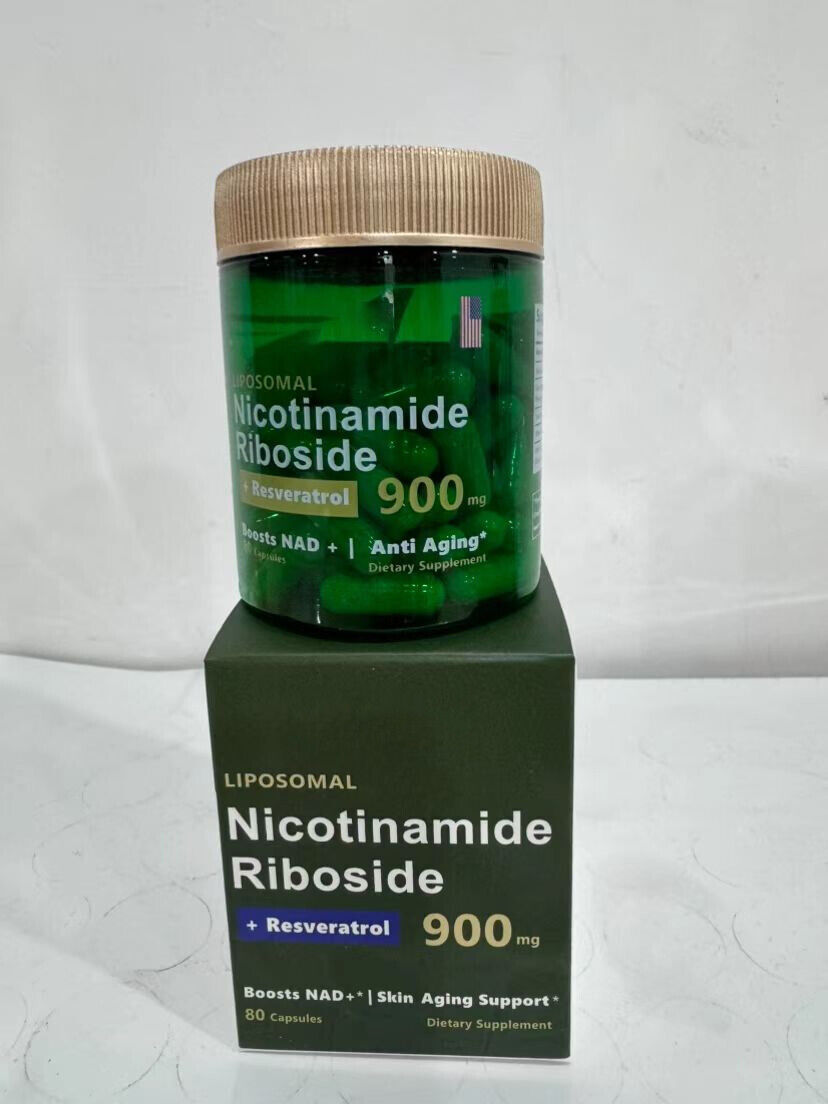 LIPOSOMAL
Nicotinamide
Riboside
+ Resveratrol 900 mg
Boosts NAD + | Anti Aging*
Capsules Dietary Supplement
LIPOSOMAL
Nicotinamide
Riboside
+ Resveratrol 900 mg
Boosts NAD+* | Skin Aging Support*
80 Capsules Dietary Supplement